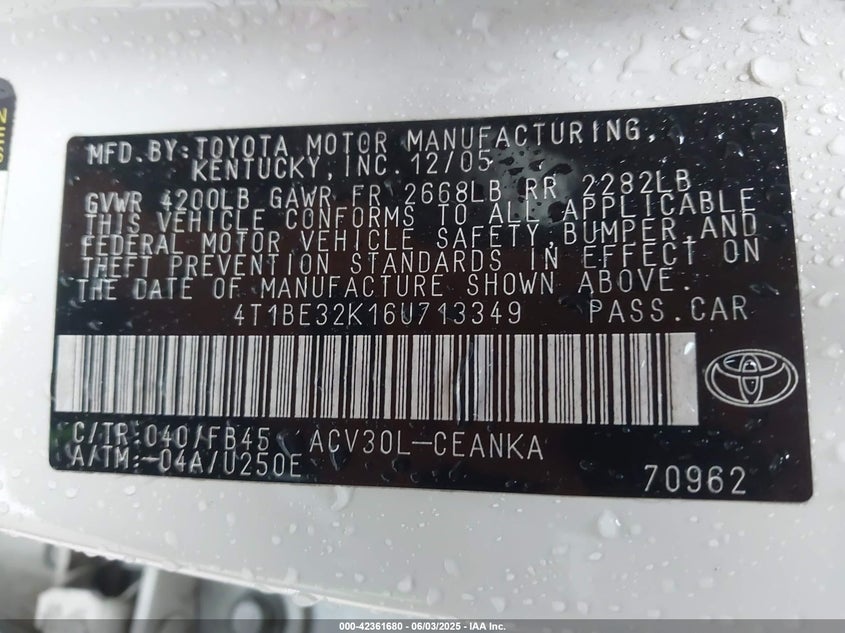 MFD. BY: TOYOTA MOTOR MANUFACTURING,
KENTUCKY, INC. 12/05
GVWR 4200LB GAWR FR 2668LB RR 2282LB
THIS VEHICLE CONFORMS TO ALL APPLICABLE
FEDERAL MOTOR VEHICLE SAFETY, BUMPER, AND
THEFT PREVENTION STANDARDS IN EFFECT ON
THE DATE OF MANUFACTURE SHOWN ABOVE.
4T1BE32K16U713349 PASS. CAR
C/TR: 040/FB45 ACV30L-CEANKA
A/TM: -04A/U250E
70962
000-42361680 - 06/03/2025 - IAA Inc.